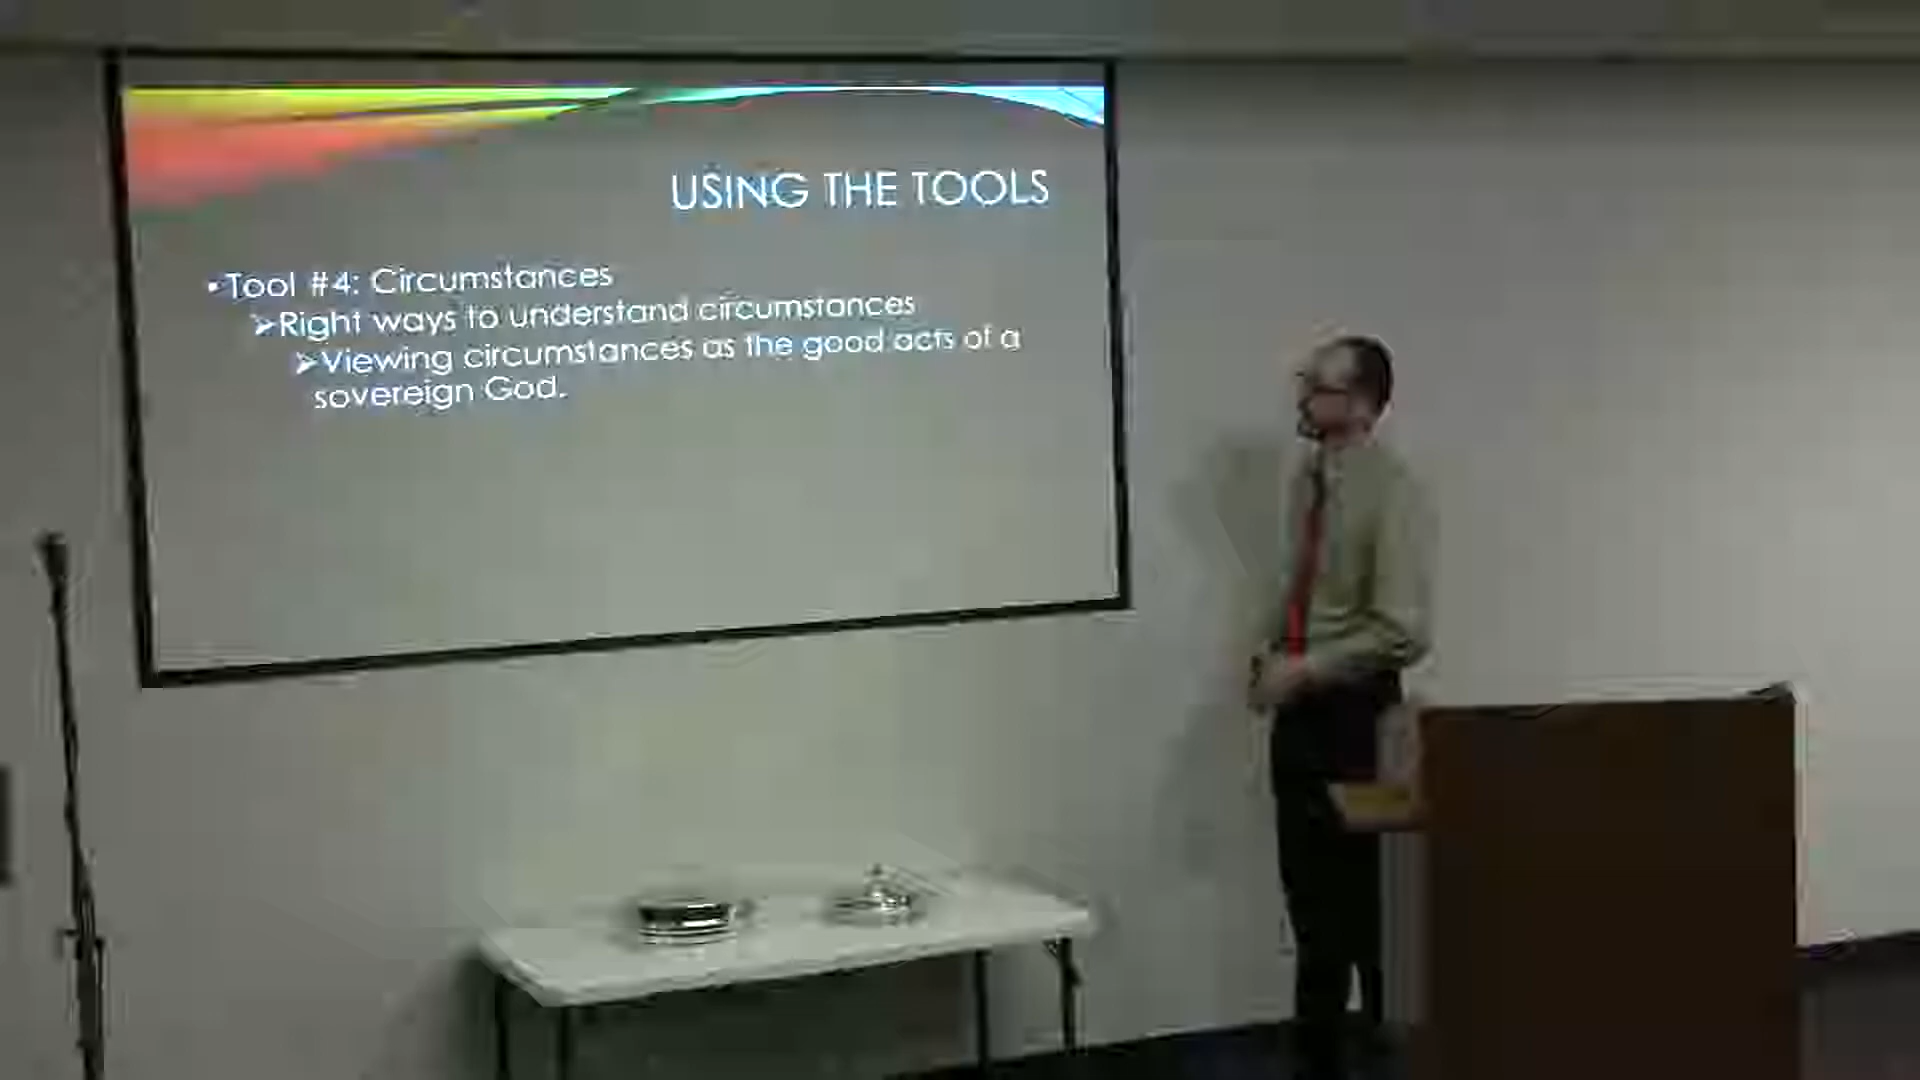 USING THE TOOLS
▪Tool #4: Circumstances
➢Right ways to understand circumstances
➢Viewing circumstances as the good acts of a
sovereign God.